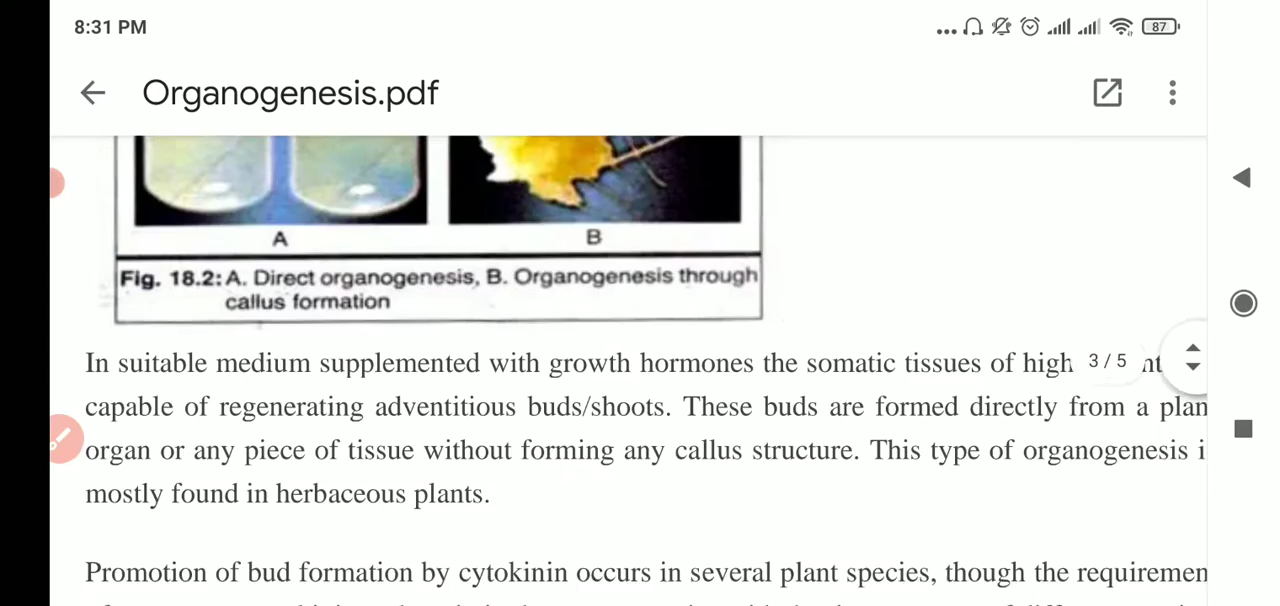 8:31 PM
87
Organogenesis.pdf
A B
Fig. 18.2: A. Direct organogenesis, B. Organogenesis through
callus formation
In suitable medium supplemented with growth hormones the somatic tissues of high
3 / 5
capable of regenerating adventitious buds/shoots. These buds are formed directly from a plan
organ or any piece of tissue without forming any callus structure. This type of organogenesis i
mostly found in herbaceous plants.
Promotion of bud formation by cytokinin occurs in several plant species, though the requiremen